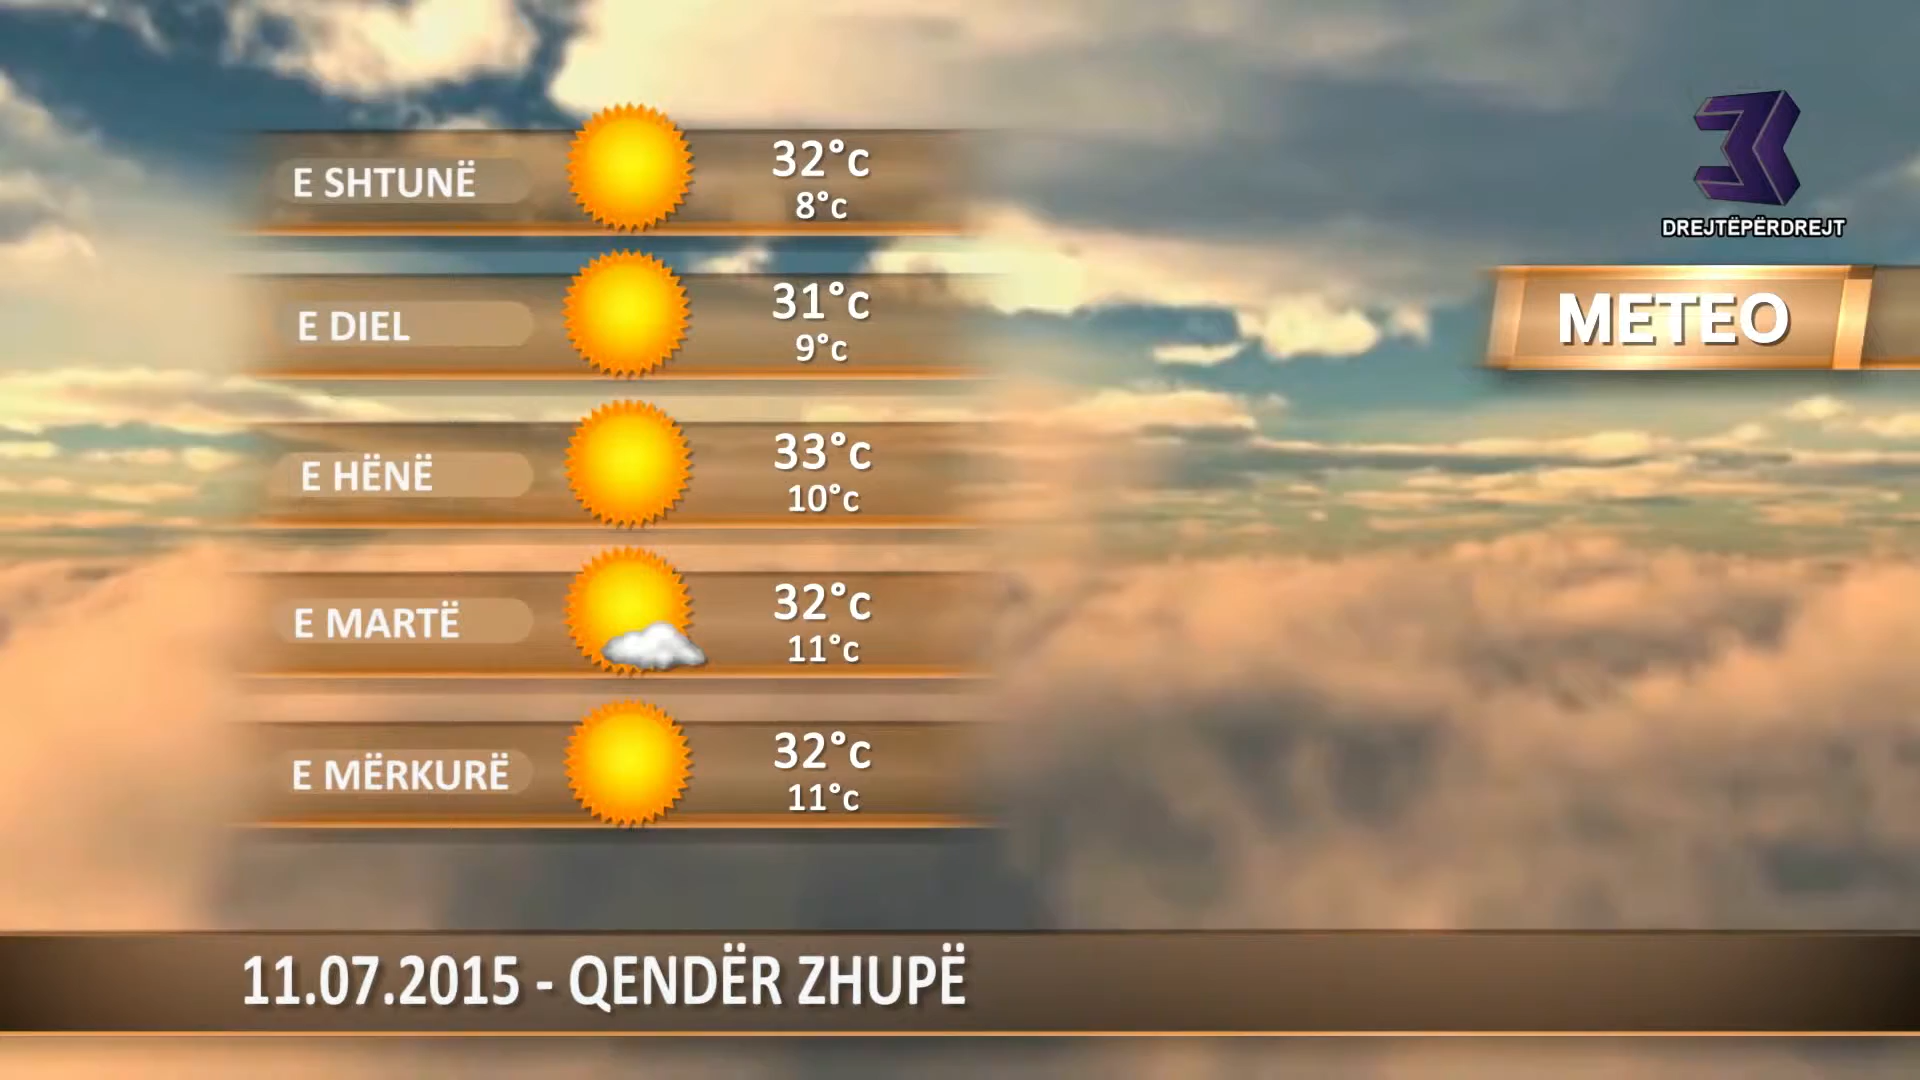 E SHTUNË
32°c
8°c
DREJTËPËRDREJT
E DIEL
31°c
9°c
METEO
E HËNË
33°c
10°c
E MARTË
32°c
11°c
E MËRKURË
32°c
11°c
11.07.2015 - QENDËR ZHUPË